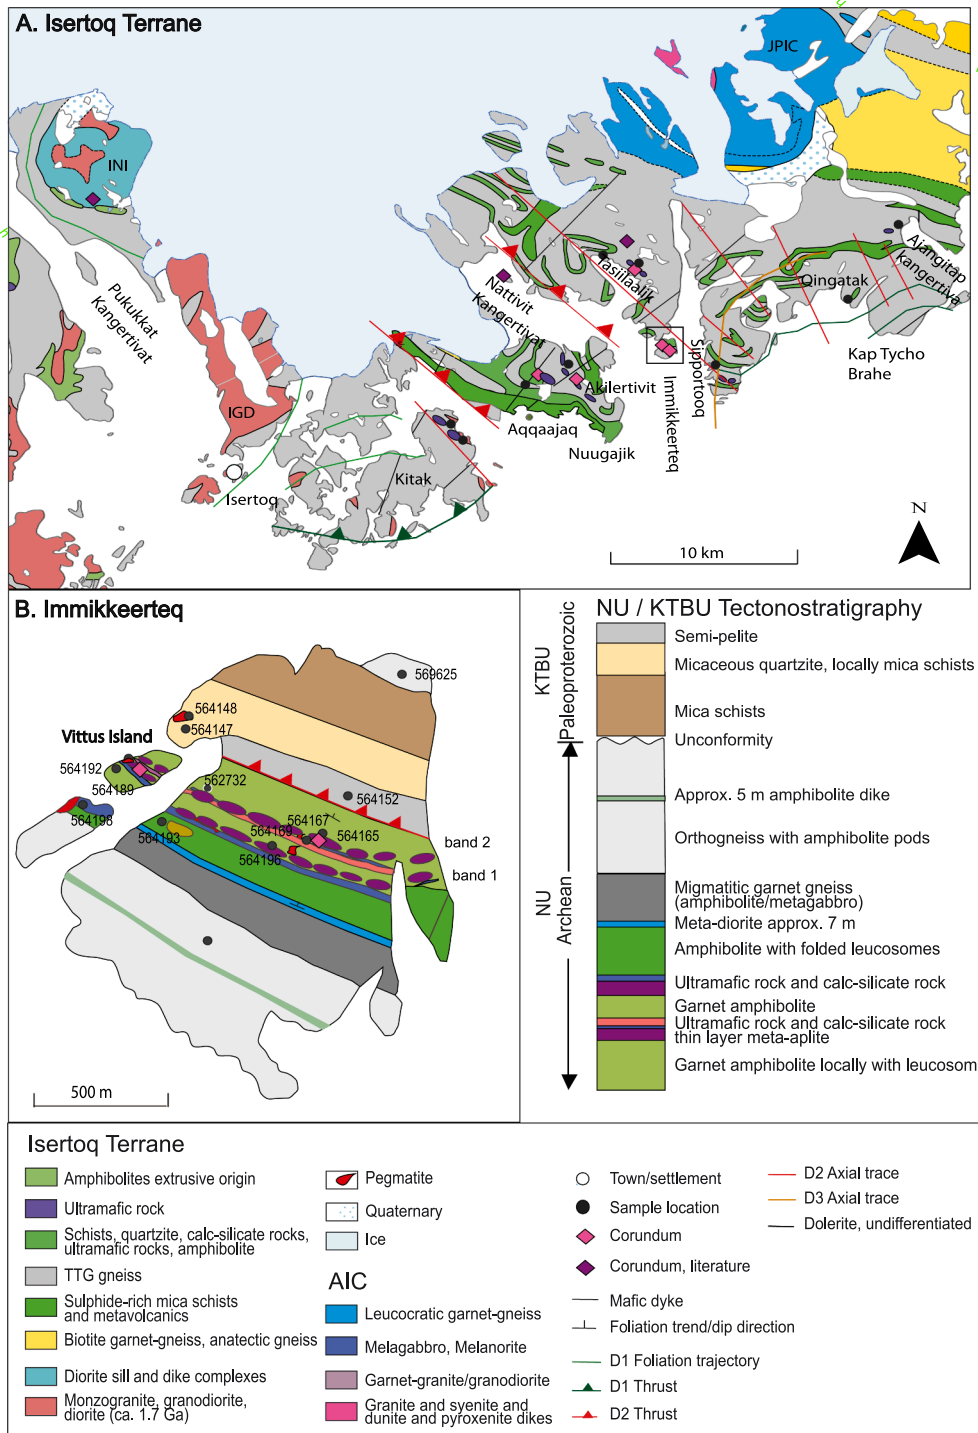 A. Isertoq Terrane
JPIC
INI
Pukukkat
Kangertivat
IGD
Isertoq
Kitak
Nattivit
Kangertivat
Tasiilaalik
Aqqaajaq
Nuugajik
Akilertivit
Immikkeerteq
Sipportooq
Qingatak
Ajangitap
kangertiva
Kap Tycho
Brahe
N
10 km
B. Immikkeerteq
569625
564148
564147
Vittus Island
564192
564189
564198
562732
564152
564167
564169
564165
564193
564196
band 2
band 1
500 m
NU / KTBU Tectonostratigraphy
KTBU
Paleoproterozoic
NU
Archean
Semi-pelite
Micaceous quartzite, locally mica schists
Mica schists
Unconformity
Approx. 5 m amphibolite dike
Orthogneiss with amphibolite pods
Migmatitic garnet gneiss
(amphibolite/metagabbro)
Meta-diorite approx. 7 m
Amphibolite with folded leucosomes
Ultramafic rock and calc-silicate rock
Garnet amphibolite
Ultramafic rock and calc-silicate rock
thin layer meta-aplite
Garnet amphibolite locally with leucosom
Isertoq Terrane
Amphibolites extrusive origin
Ultramafic rock
Schists, quartzite, calc-silicate rocks,
ultramafic rocks, amphibolite
TTG gneiss
Sulphide-rich mica schists
and metavolcanics
Biotite garnet-gneiss, anatectic gneiss
Diorite sill and dike complexes
Monzogranite, granodiorite,
diorite (ca. 1.7 Ga)
Pegmatite
Quaternary
Ice
AIC
Leucocratic garnet-gneiss
Melagabbro, Melanorite
Garnet-granite/granodiorite
Granite and syenite and
dunite and pyroxenite dikes
Town/settlement
Sample location
Corundum
Corundum, literature
Mafic dyke
Foliation trend/dip direction
D1 Foliation trajectory
D1 Thrust
D2 Thrust
D2 Axial trace
D3 Axial trace
Dolerite, undifferentiated